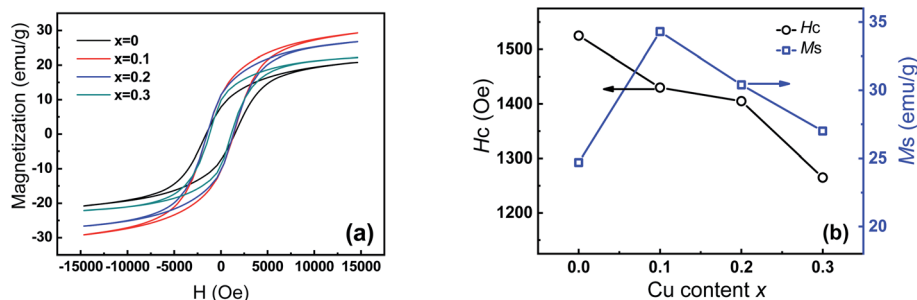 30
20
10
0
-10
-20
-30
Magnetization (emu/g)
x=0
x=0.1
x=0.2
x=0.3
(a)
-15000 -10000 -5000 0 5000 10000 15000
H (Oe)
1500
1400
1300
1200
Hc (Oe)
Hc
Ms
(b)
35
30
25
20
Ms (emu/g)
0.0 0.1 0.2 0.3
Cu content x